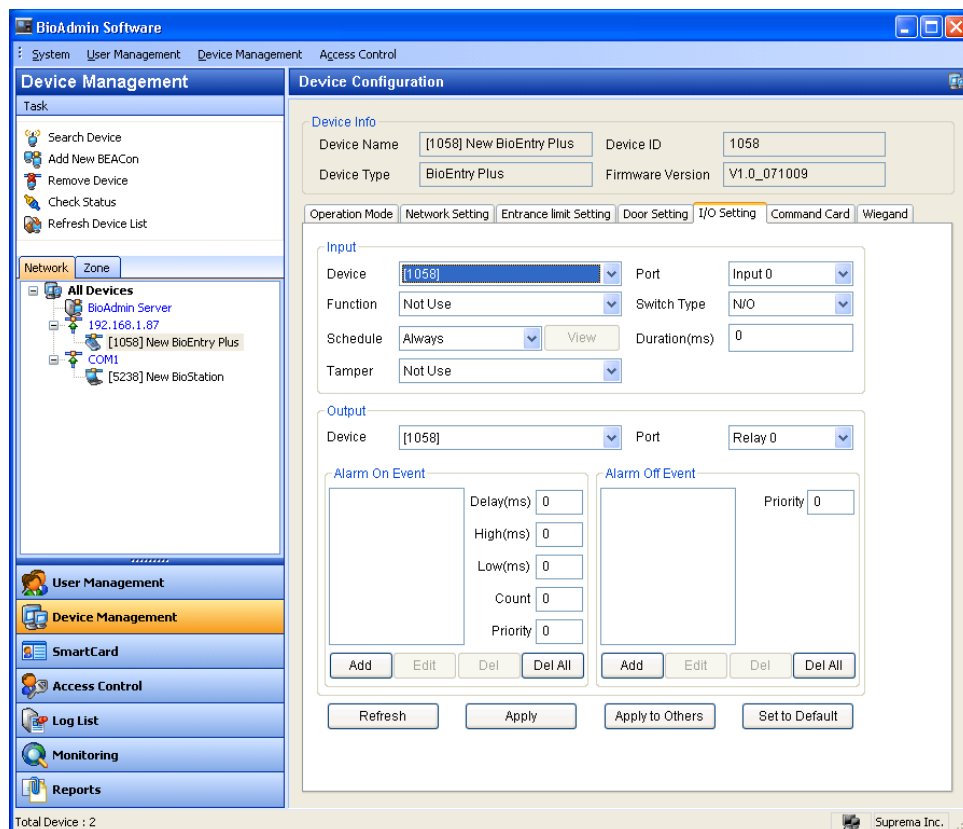 BioAdmin Software
System User Management Device Management Access Control
Device Management
Task
Search Device
Add New BEACon
Remove Device
Check Status
Refresh Device List
Network Zone
All Devices
BioAdmin Server
192.168.1.87
[1058] New BioEntry Plus
COM1
[5238] New BioStation
User Management
Device Management
SmartCard
Access Control
Log List
Monitoring
Reports
Device Configuration
Device Info
Device Name [1058] New BioEntry Plus Device ID 1058
Device Type BioEntry Plus Firmware Version V1.0_071009
Operation Mode Network Setting Entrance limit Setting Door Setting I/O Setting Command Card Wiegand
Input
Device [1058] Port Input 0
Function Not Use Switch Type N/O
Schedule Always View Duration(ms) 0
Tamper Not Use
Output
Device [1058] Port Relay 0
Alarm On Event
Delay(ms) 0
High(ms) 0
Low(ms) 0
Count 0
Priority 0
Add Edit Del Del All
Alarm Off Event
Priority 0
Add Edit Del Del All
Refresh Apply Apply to Others Set to Default
Total Device : 2 Suprema Inc.